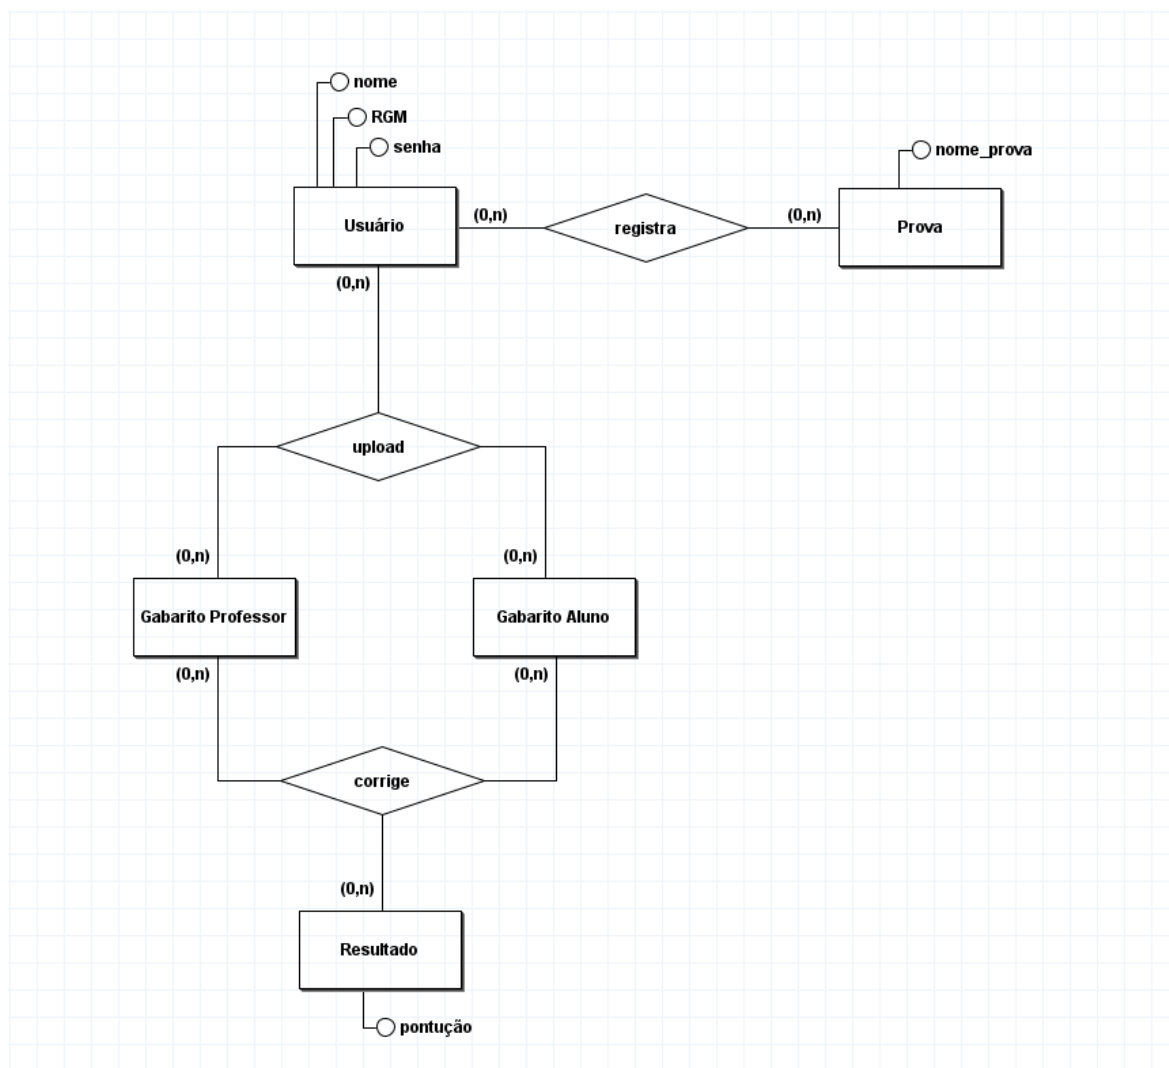 nome
RGM
senha
nome_prova
Usuário
(0,n)
registra
(0,n)
Prova
(0,n)
upload
(0,n)
(0,n)
Gabarito Professor
Gabarito Aluno
(0,n)
(0,n)
corrige
(0,n)
Resultado
pontução